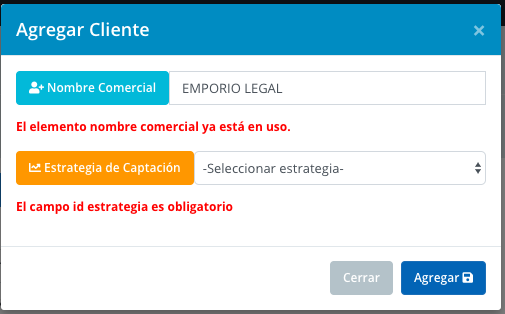 Agregar Cliente ×
Nombre Comercial EMPORIO LEGAL
El elemento nombre comercial ya está en uso.
Estrategia de Captación -Seleccionar estrategia-
El campo id estrategia es obligatorio
Cerrar Agregar